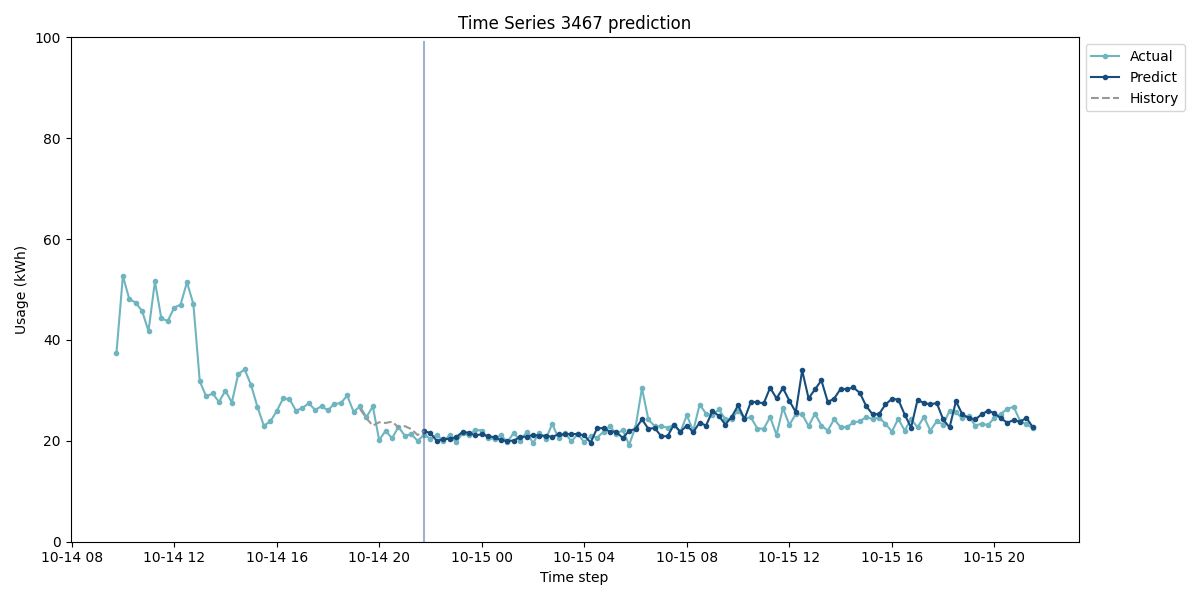 Time Series 3467 prediction
Usage (kWh)
100
80
60
40
20
0
10-14 08 10-14 12 10-14 16 10-14 20 10-15 00 10-15 04 10-15 08 10-15 12 10-15 16 10-15 20
Time step
Actual
Predict
History